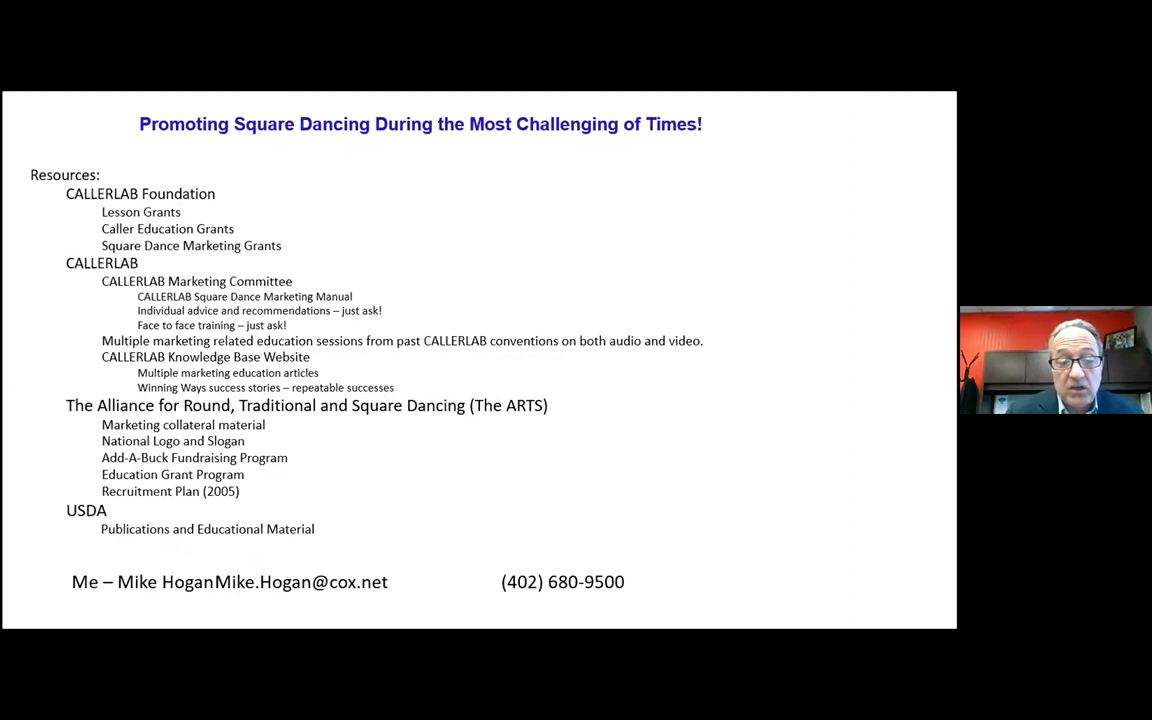 Promoting Square Dancing During the Most Challenging of Times!
Resources:
CALLERLAB Foundation
Lesson Grants
Caller Education Grants
Square Dance Marketing Grants
CALLERLAB
CALLERLAB Marketing Committee
CALLERLAB Square Dance Marketing Manual
Individual advice and recommendations – just ask!
Face to face training – just ask!
Multiple marketing related education sessions from past CALLERLAB conventions on both audio and video.
CALLERLAB Knowledge Base Website
Multiple marketing education articles
Winning Ways success stories – repeatable successes
The Alliance for Round, Traditional and Square Dancing (The ARTS)
Marketing collateral material
National Logo and Slogan
Add-A-Buck Fundraising Program
Education Grant Program
Recruitment Plan (2005)
USDA
Publications and Educational Material
Me – Mike HoganMike.Hogan@cox.net (402) 680-9500